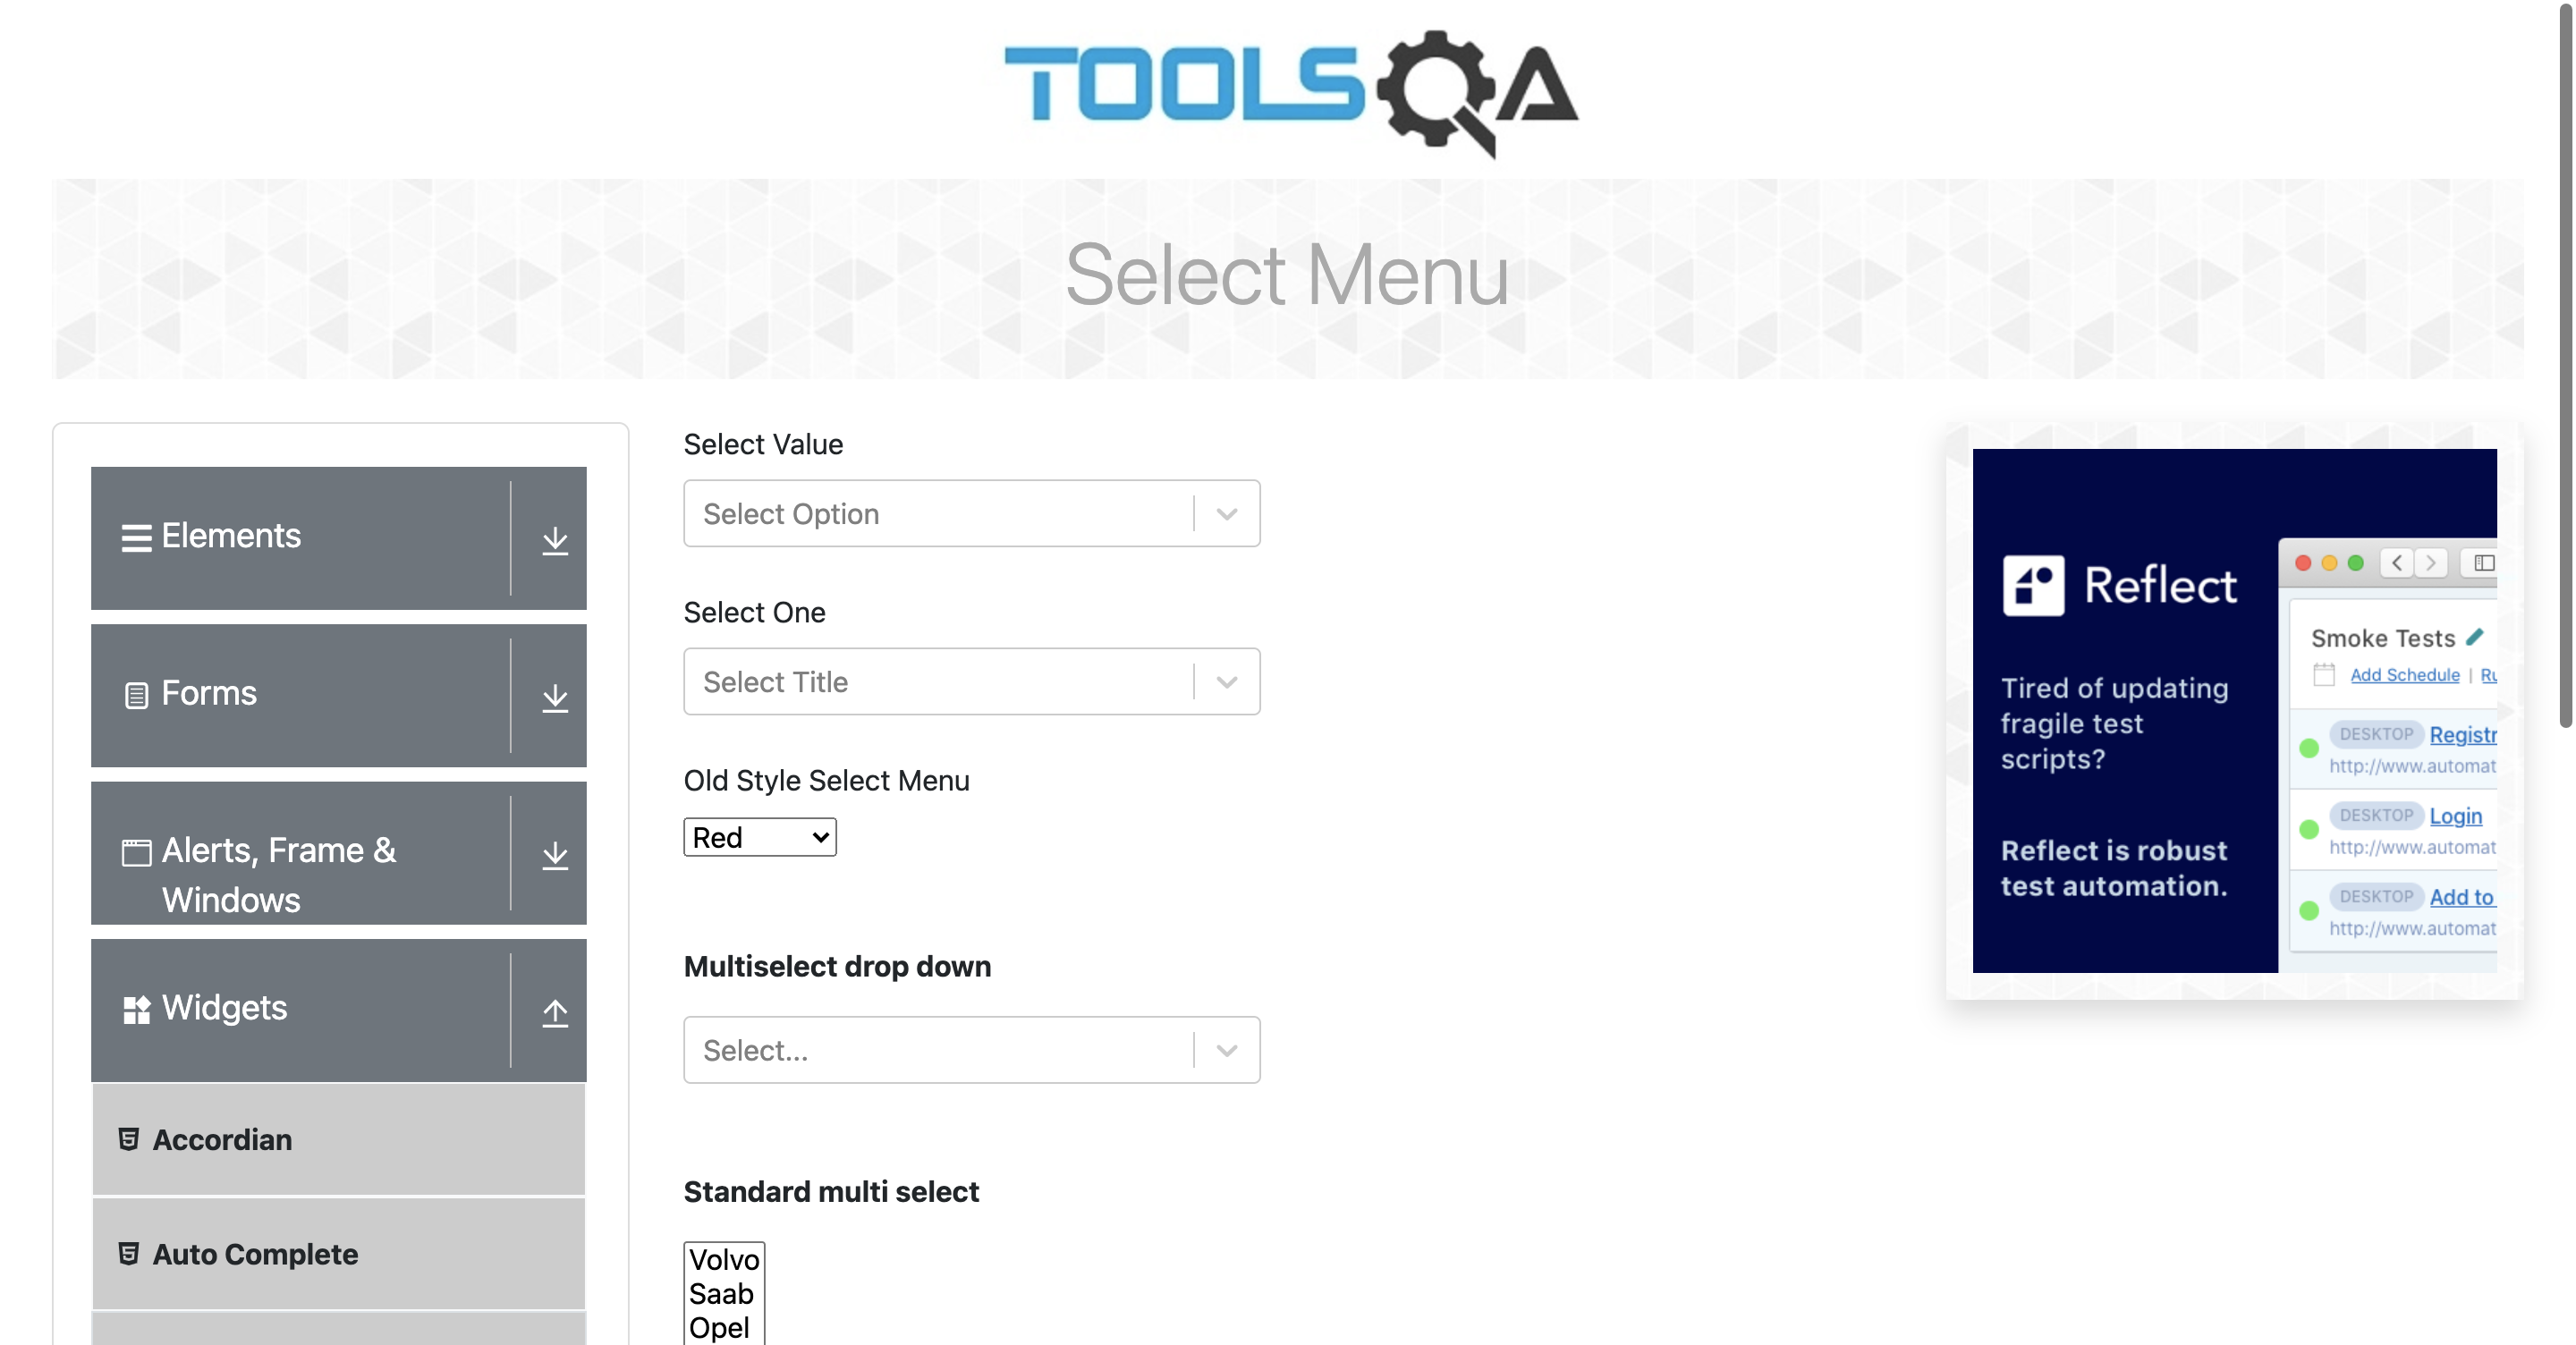 TOOLSQA
Select Menu
Elements
Forms
Alerts, Frame &
Windows
Widgets
Accordian
Auto Complete
Select Value
Select Option
Select One
Select Title
Old Style Select Menu
Red
Multiselect drop down
Select...
Standard multi select
Volvo
Saab
Opel
Reflect
Tired of updating
fragile test
scripts?
Reflect is robust
test automation.
Smoke Tests
Add Schedule | Ru
DESKTOP Registr
http://www.automat
DESKTOP Login
http://www.automat
DESKTOP Add to
http://www.automat